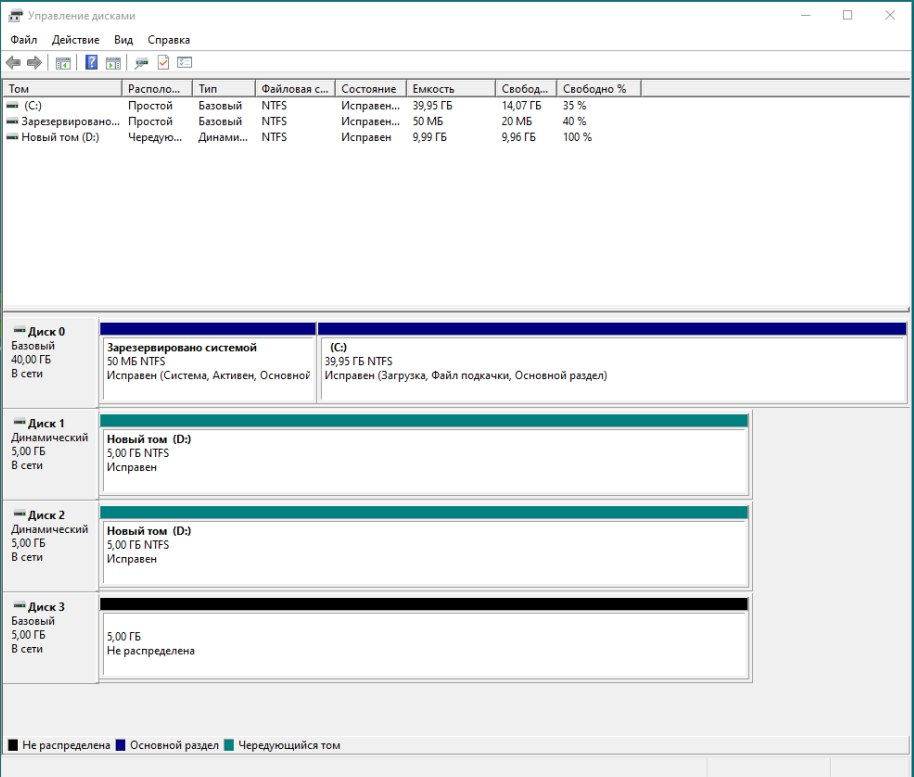 Управление дисками
Файл Действие Вид Справка
Том Располо... Тип Файловая с... Состояние Емкость Свобод... Свободно %
(C:) Простой Базовый NTFS Исправен... 39,95 ГБ 14,07 ГБ 35 %
Зарезервировано... Простой Базовый NTFS Исправен... 50 МБ 20 МБ 40 %
Новый том (D:) Чередую... Динами... NTFS Исправен 9,99 ГБ 9,96 ГБ 100 %
Диск 0
Базовый
40,00 ГБ
В сети
Зарезервировано системой
50 МБ NTFS
Исправен (Система, Активен, Основной
(C:)
39,95 ГБ NTFS
Исправен (Загрузка, Файл подкачки, Основной раздел)
Диск 1
Динамический
5,00 ГБ
В сети
Новый том (D:)
5,00 ГБ NTFS
Исправен
Диск 2
Динамический
5,00 ГБ
В сети
Новый том (D:)
5,00 ГБ NTFS
Исправен
Диск 3
Базовый
5,00 ГБ
В сети
5,00 ГБ
Не распределена
Не распределена Основной раздел Чередующийся том